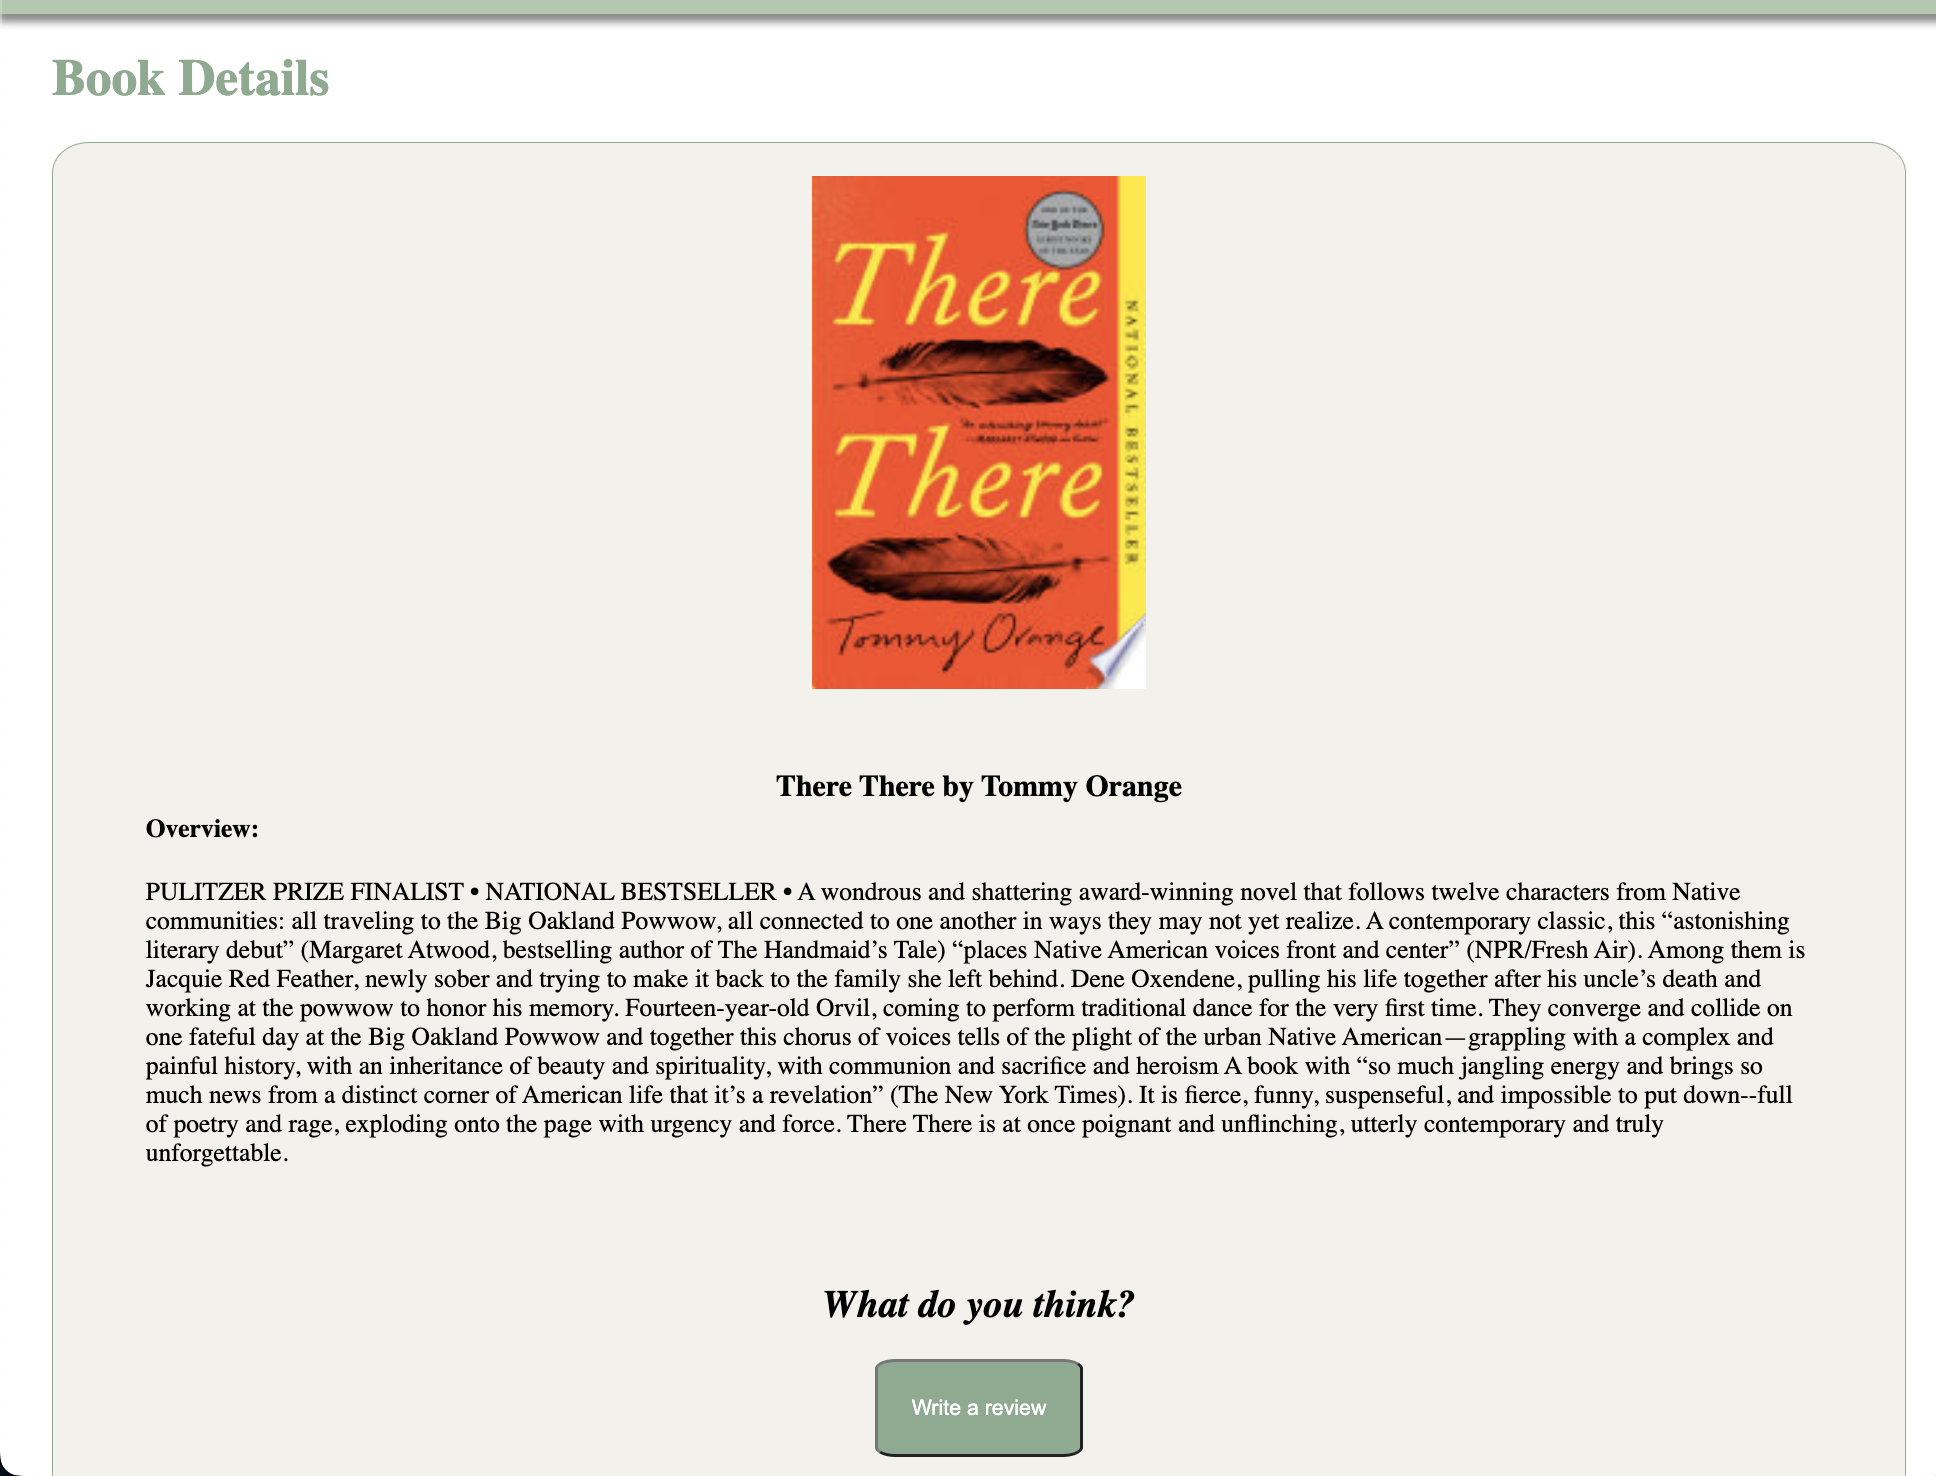 Book Details
New York Times
There
There
Tommy Orange
NATIONAL BESTSELLER
There There by Tommy Orange
Overview:
PULITZER PRIZE FINALIST • NATIONAL BESTSELLER • A wondrous and shattering award-winning novel that follows twelve characters from Native
communities: all traveling to the Big Oakland Powwow, all connected to one another in ways they may not yet realize. A contemporary classic, this “astonishing
literary debut” (Margaret Atwood, bestselling author of The Handmaid’s Tale) “places Native American voices front and center” (NPR/Fresh Air). Among them is
Jacquie Red Feather, newly sober and trying to make it back to the family she left behind. Dene Oxendene, pulling his life together after his uncle’s death and
working at the powwow to honor his memory. Fourteen-year-old Orvil, coming to perform traditional dance for the very first time. They converge and collide on
one fateful day at the Big Oakland Powwow and together this chorus of voices tells of the plight of the urban Native American—grappling with a complex and
painful history, with an inheritance of beauty and spirituality, with communion and sacrifice and heroism A book with “so much jangling energy and brings so
much news from a distinct corner of American life that it’s a revelation” (The New York Times). It is fierce, funny, suspenseful, and impossible to put down--full
of poetry and rage, exploding onto the page with urgency and force. There There is at once poignant and unflinching, utterly contemporary and truly
unforgettable.
What do you think?
Write a review